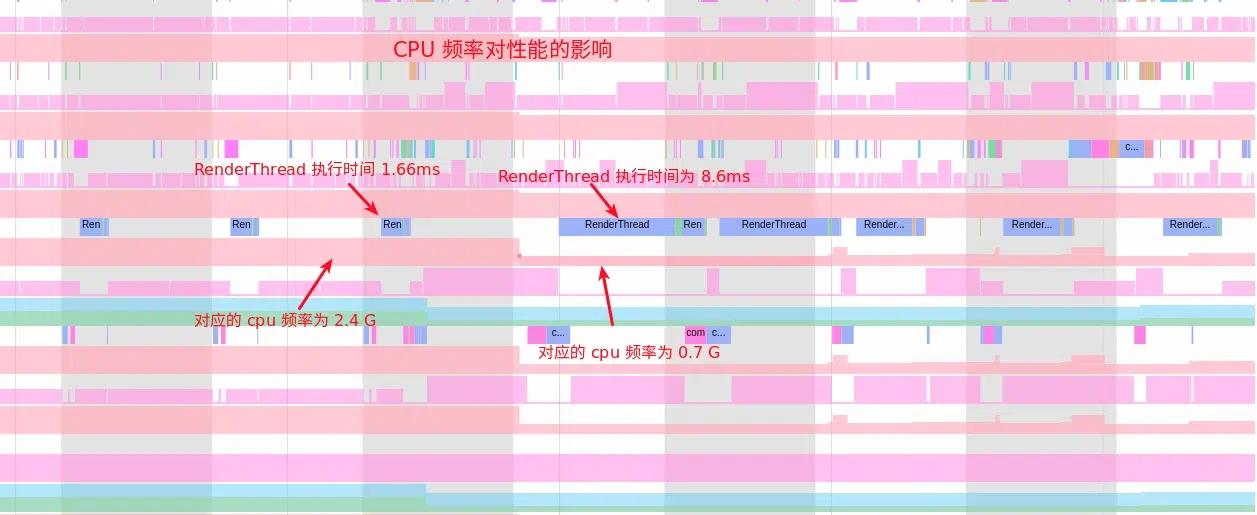 CPU 频率对性能的影响
c...
RenderThread 执行时间 1.66ms
RenderThread 执行时间为 8.6ms
Ren Ren Ren RenderThread Ren RenderThread Render... Render... Render...
对应的 cpu 频率为 2.4 G
c... com c...
对应的 cpu 频率为 0.7 G